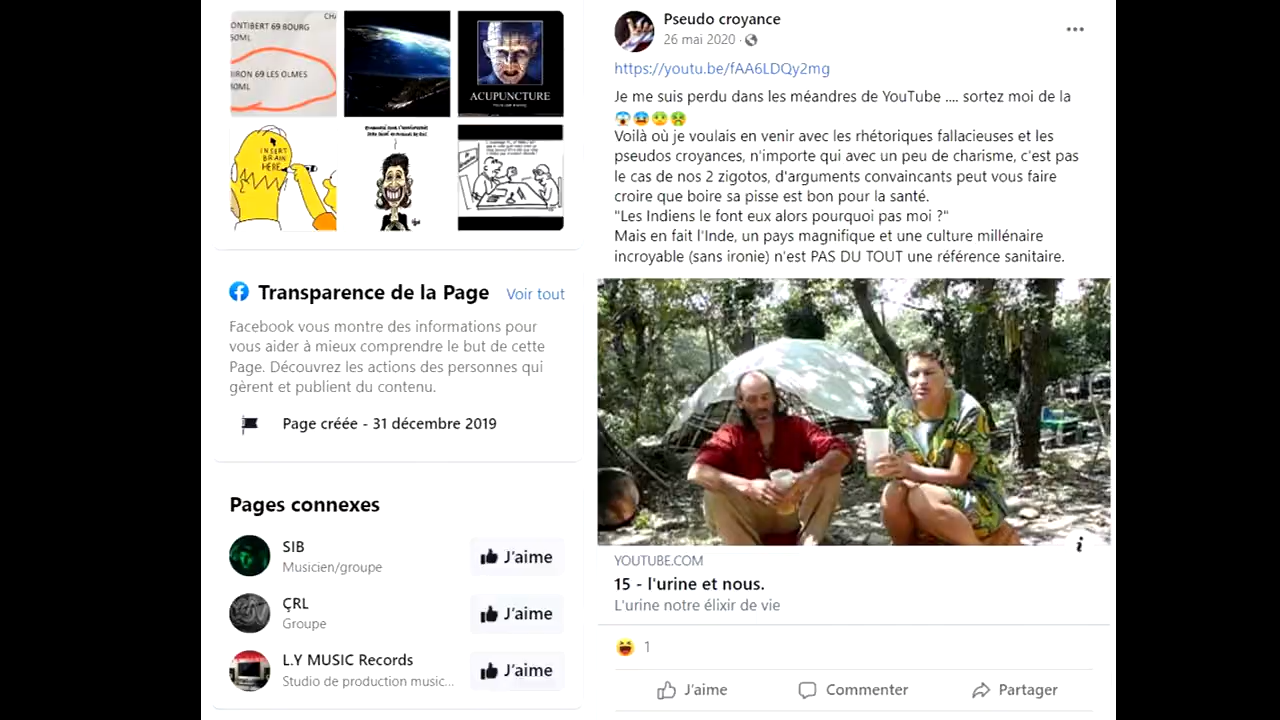 ONTIBERT 69 BOURG
50ML
IRON 69 LES OLMES
60ML
ACUPUNCTURE
INSERT
BRAIN
HERE
Transparence de la Page
Voir tout
Facebook vous montre des informations pour
vous aider à mieux comprendre le but de cette
Page. Découvrez les actions des personnes qui
gèrent et publient du contenu.
Page créée - 31 décembre 2019
Pages connexes
SIB
Musicien/groupe
J'aime
ÇRL
Groupe
J'aime
L.Y MUSIC Records
Studio de production music...
J'aime
Pseudo croyance
26 mai 2020 ·
https://youtu.be/fAA6LDQy2mg
Je me suis perdu dans les méandres de YouTube .... sortez moi de la
Voilà où je voulais en venir avec les rhétoriques fallacieuses et les
pseudos croyances, n'importe qui avec un peu de charisme, c'est pas
le cas de nos 2 zigotos, d'arguments convaincants peut vous faire
croire que boire sa pisse est bon pour la santé.
"Les Indiens le font eux alors pourquoi pas moi ?"
Mais en fait l'Inde, un pays magnifique et une culture millénaire
incroyable (sans ironie) n'est PAS DU TOUT une référence sanitaire.
YOUTUBE.COM
15 - l'urine et nous.
L'urine notre élixir de vie
1
J'aime
Commenter
Partager